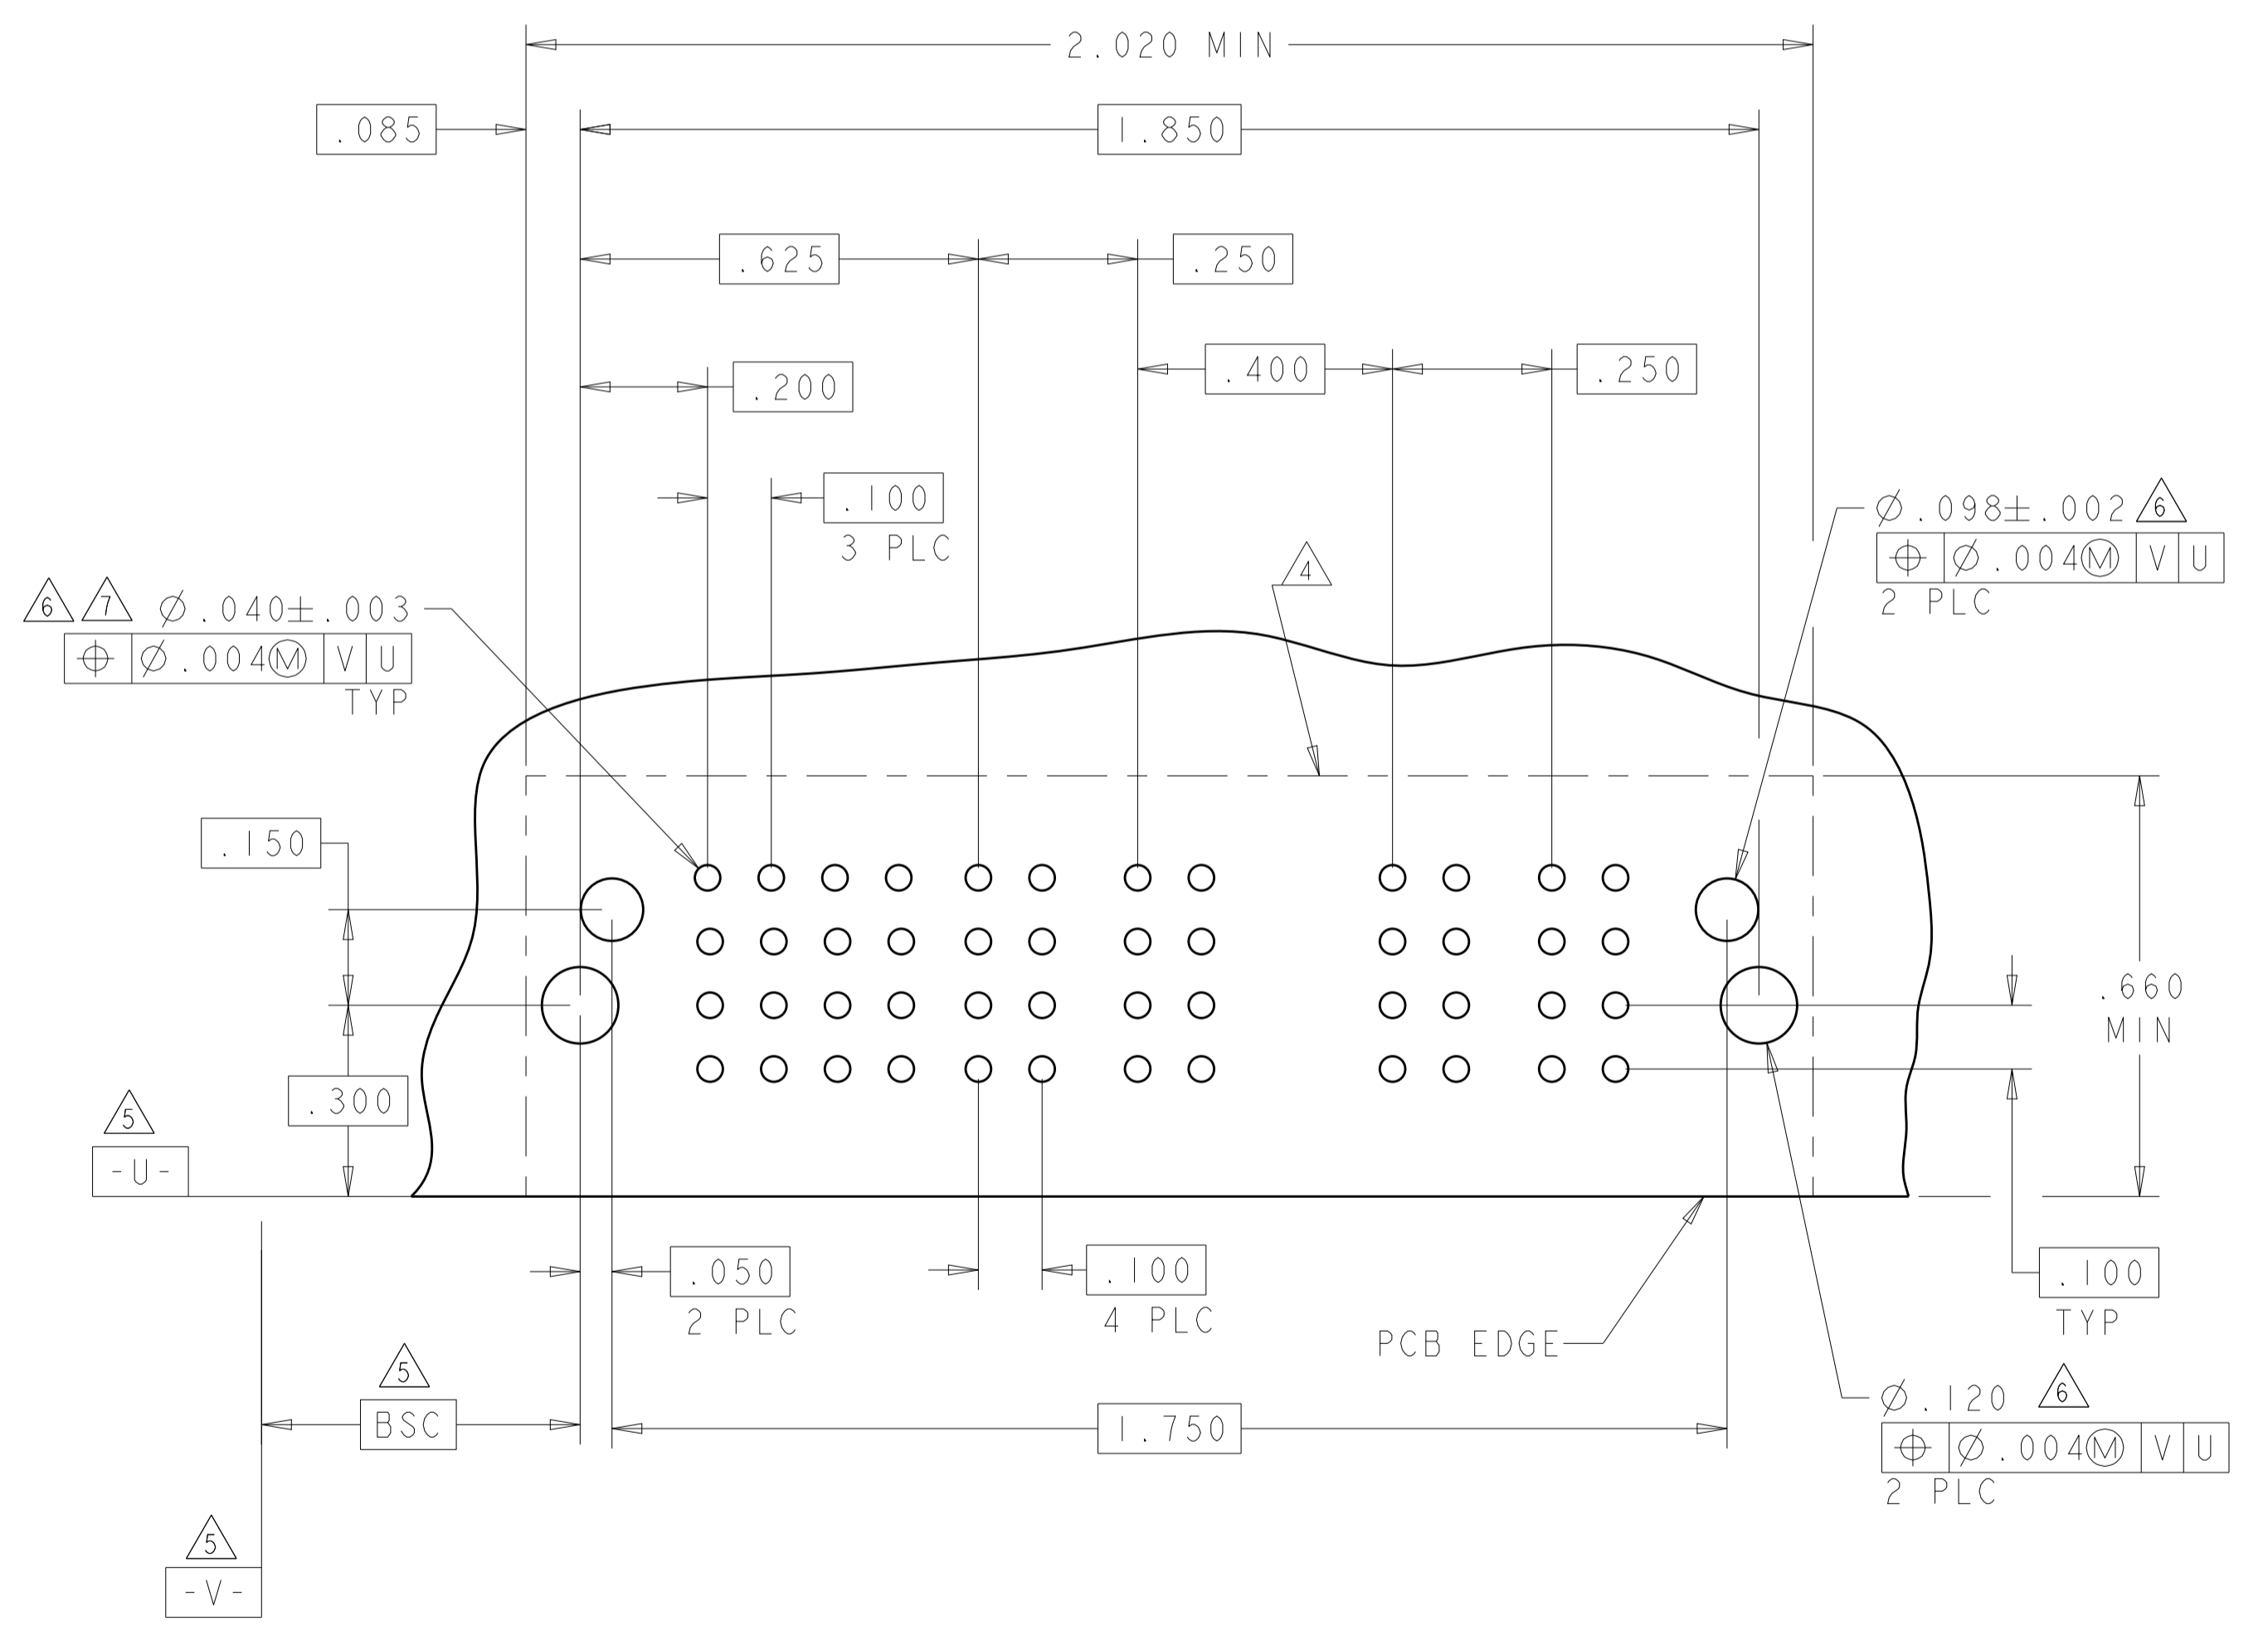 2.020 MIN
.085
1.850
.625
.250
.400
.250
.200
.100
3 PLC
4
Ø.098±.002 6
⌖ Ø.004Ⓜ V U
2 PLC
6 7 Ø.040±.003
⌖ Ø.004Ⓜ V U
TYP
.150
.660
MIN
.300
5
-U-
.050
2 PLC
.100
4 PLC
.100
TYP
PCB EDGE
5
BSC
1.750
Ø.120 6
⌖ Ø.004Ⓜ V U
2 PLC
5
-V-